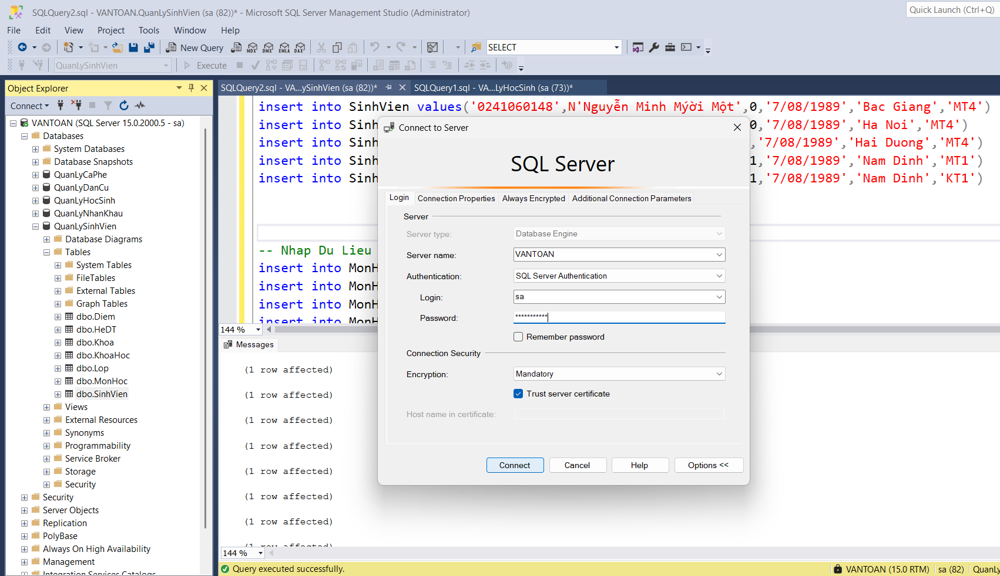 SQLQuery2.sql - VANTOAN.QuanLySinhVien (sa (82))* - Microsoft SQL Server Management Studio (Administrator)
Quick Launch (Ctrl+Q)
File Edit View Project Tools Window Help
New Query MDX DMX XMLA DAX SELECT
QuanLySinhVien Execute
Object Explorer
Connect
VANTOAN (SQL Server 15.0.2000.5 - sa)
Databases
System Databases
Database Snapshots
QuanLyCaPhe
QuanLyDanCu
QuanLyHocSinh
QuanLyNhanKhau
QuanLySinhVien
Database Diagrams
Tables
System Tables
FileTables
External Tables
Graph Tables
dbo.Diem
dbo.HeDT
dbo.Khoa
dbo.KhoaHoc
dbo.Lop
dbo.MonHoc
dbo.SinhVien
Views
External Resources
Synonyms
Programmability
Service Broker
Storage
Security
Security
Server Objects
Replication
PolyBase
Always On High Availability
Management
Integration Services Catalogs
SQLQuery2.sql - VA...ySinhVien (sa (82))* SQLQuery1.sql - VA...LyHocSinh (sa (73))*
insert into SinhVien values('0241060148',N'Nguyễn Minh Mýời Một',0,'7/08/1989','Bac Giang','MT4')
insert into Sinh 0,'7/08/1989','Ha Noi','MT4')
insert into Sinh ,'7/08/1989','Hai Duong','MT4')
insert into Sinh 1,'7/08/1989','Nam Dinh','MT1')
insert into Sinh 1,'7/08/1989','Nam Dinh','KT1')
-- Nhap Du Lieu
insert into MonH
insert into MonH
insert into MonH
insert into MonH
144 %
Messages
(1 row affected)
(1 row affected)
(1 row affected)
(1 row affected)
(1 row affected)
(1 row affected)
(1 row affected)
(1 row affected)
144 %
Query executed successfully. VANTOAN (15.0 RTM) sa (82) QuanLy
Connect to Server
SQL Server
Login Connection Properties Always Encrypted Additional Connection Parameters
Server
Server type: Database Engine
Server name: VANTOAN
Authentication: SQL Server Authentication
Login: sa
Password: ***********
Remember password
Connection Security
Encryption: Mandatory
Trust server certificate
Host name in certificate:
Connect Cancel Help Options <<